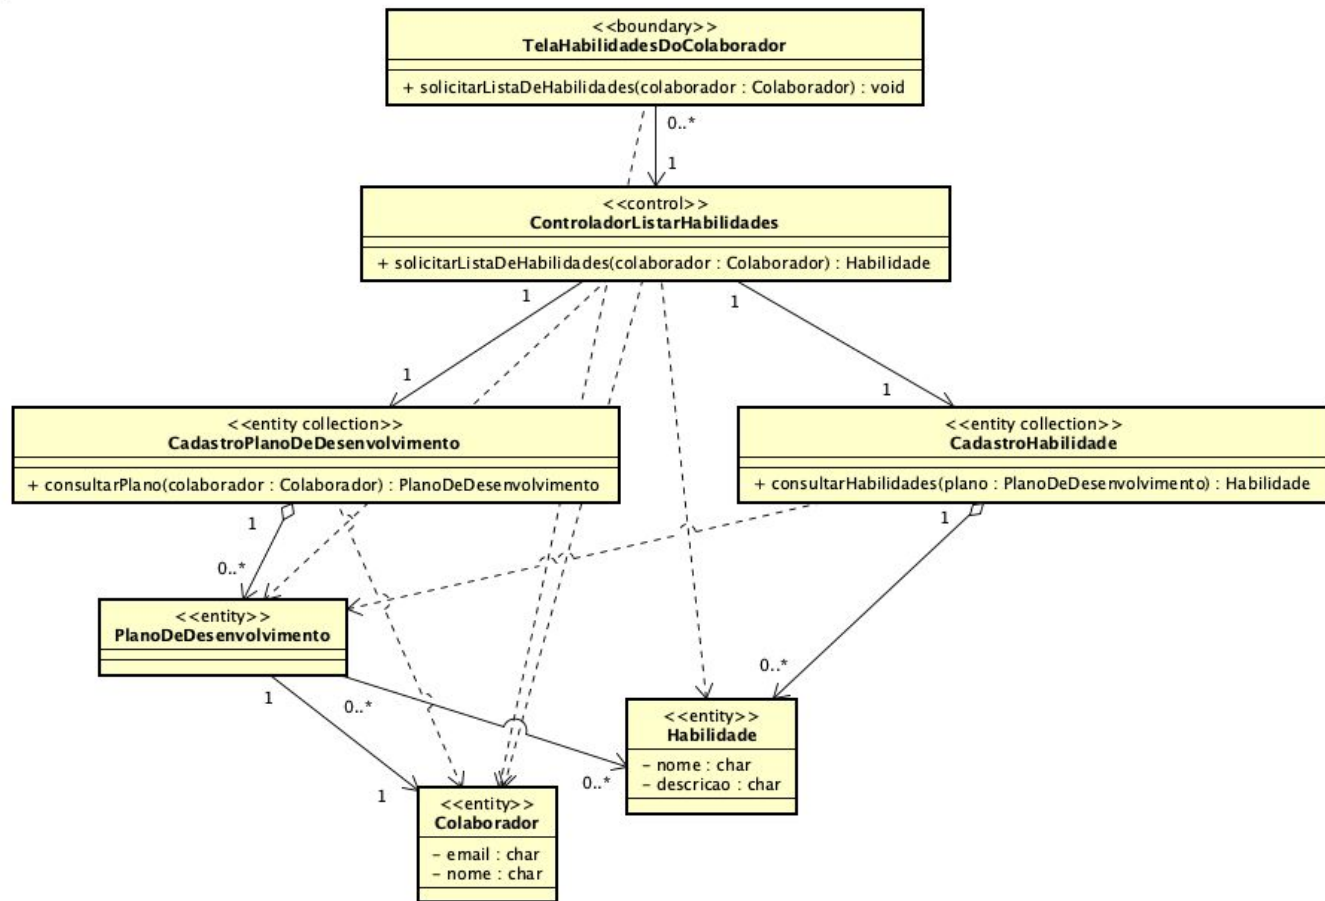 <<boundary>>
TelaHabilidadesDoColaborador
+ solicitarListaDeHabilidades(colaborador : Colaborador) : void
0..*
1
<<control>>
ControladorListarHabilidades
+ solicitarListaDeHabilidades(colaborador : Colaborador) : Habilidade
1
1
1
1
<<entity collection>>
CadastroPlanoDeDesenvolvimento
+ consultarPlano(colaborador : Colaborador) : PlanoDeDesenvolvimento
<<entity collection>>
CadastroHabilidade
+ consultarHabilidades(plano : PlanoDeDesenvolvimento) : Habilidade
1
1
0..*
<<entity>>
PlanoDeDesenvolvimento
0..*
1
0..*
<<entity>>
Habilidade
- nome : char
- descricao : char
0..*
1
<<entity>>
Colaborador
- email : char
- nome : char